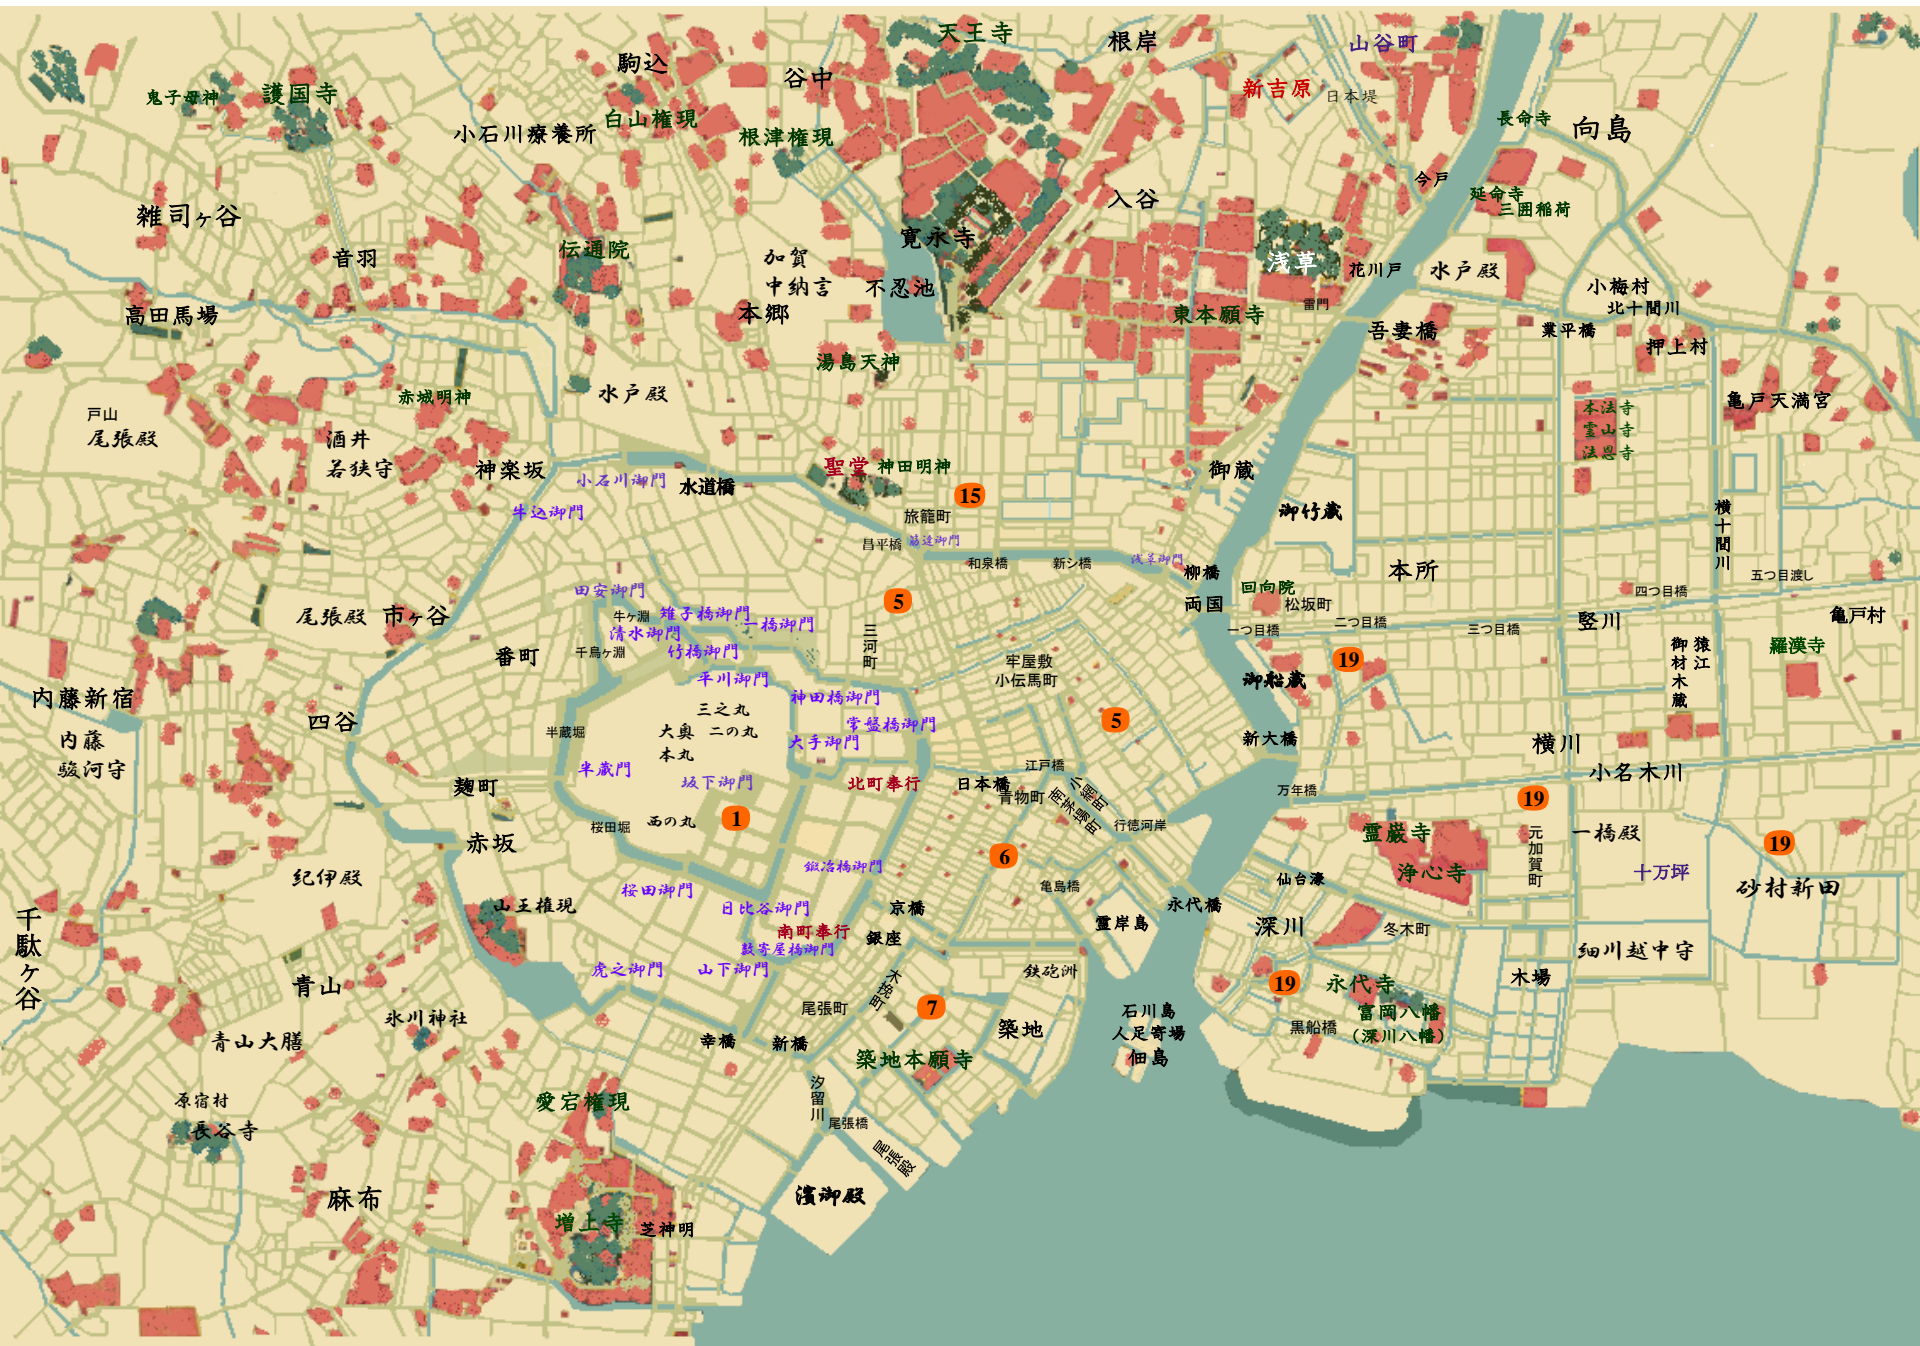 天王寺
根岸
山谷町
駒込
谷中
新吉原
日本堤
鬼子母神
護国寺
小石川療養所
白山権現
根津権現
長命寺
向島
今戸
延命寺
三囲稲荷
入谷
雑司ヶ谷
音羽
伝通院
加賀
中納言
寛永寺
不忍池
浅草
花川戸
水戸殿
小梅村
北十間川
高田馬場
本郷
東本願寺
雷門
吾妻橋
業平橋
押上村
湯島天神
赤城明神
水戸殿
戸山
尾張殿
酒井
若狭守
神楽坂
本法寺
霊山寺
法恩寺
亀戸天満宮
小石川御門
水道橋
聖堂
神田明神
御蔵
牛込御門
15
旅籠町
御竹蔵
横十間川
昌平橋
筋違御門
和泉橋
新シ橋
浅草御門
柳橋
本所
五つ目渡し
田安御門
5
両国
回向院
松坂町
四つ目橋
尾張殿
市ヶ谷
牛ヶ淵
雉子橋御門
一橋御門
清水御門
三河町
一つ目橋
二つ目橋
三つ目橋
竪川
亀戸村
番町
千鳥ヶ淵
竹橋御門
牢屋敷
小伝馬町
19
御材木蔵
猿江
羅漢寺
平川御門
御船蔵
内藤新宿
神田橋御門
四谷
三之丸
常盤橋御門
5
大奥
二の丸
半蔵堀
大手御門
新大橋
横川
内藤
駿河守
本丸
半蔵門
江戸橋
小名木川
麹町
坂下御門
北町奉行
日本橋
青物町
小網町
南茅場町
万年橋
19
西の丸
1
桜田堀
行徳河岸
霊巌寺
元加賀町
一橋殿
19
赤坂
6
鍛冶橋御門
浄心寺
十万坪
砂村新田
紀伊殿
桜田御門
亀島橋
仙台濠
山王権現
日比谷御門
京橋
永代橋
千駄ヶ谷
南町奉行
銀座
霊岸島
深川
冬木町
数寄屋橋御門
細川越中守
虎之御門
山下御門
鉄砲洲
木場
青山
木挽町
19
永代寺
尾張町
7
石川島
人足寄場
佃島
富岡八幡
(深川八幡)
氷川神社
築地
黒船橋
青山大膳
幸橋
新橋
築地本願寺
原宿村
愛宕権現
汐留川
長谷寺
尾張橋
尾張殿
麻布
濱御殿
増上寺
芝神明